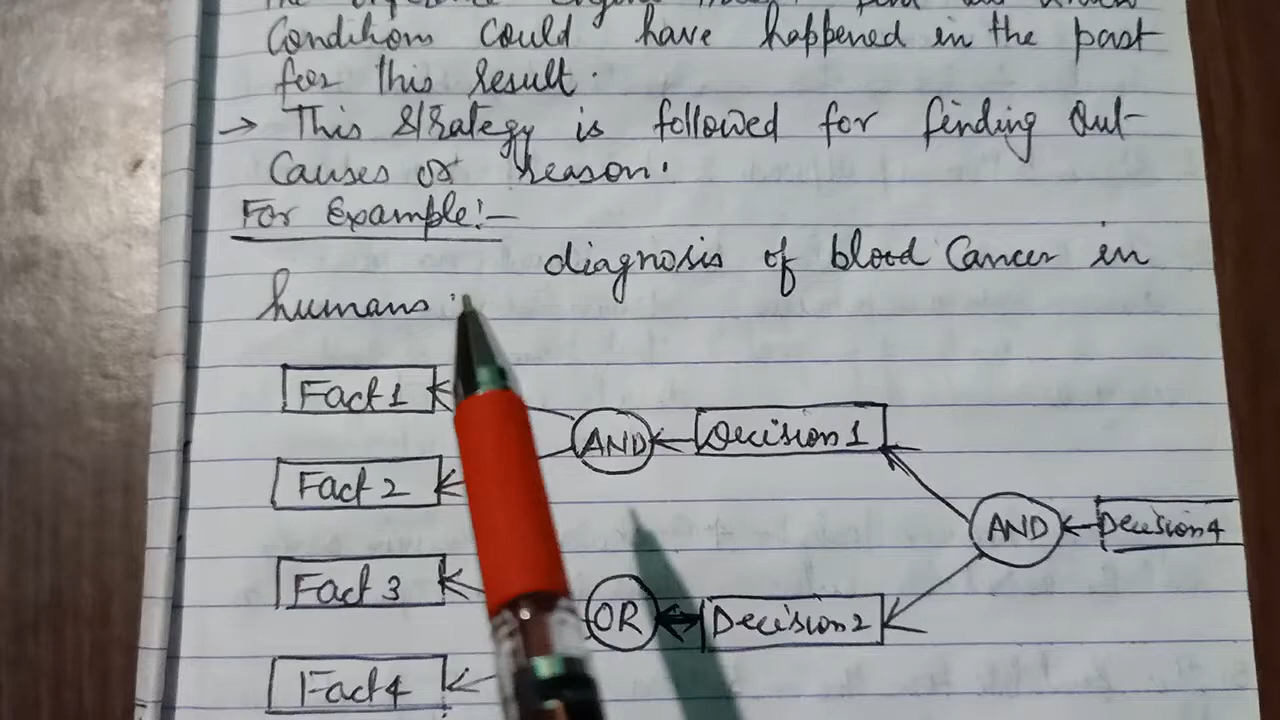 Conditions could have happened in the past
for this result.
→ This strategy is followed for finding out
Causes or reason.
For Example:-
diagnosis of blood Cancer in
humans.
Fact 1
AND
Decision 1
Fact 2
AND
Decision 4
Fact 3
OR
Decision 2
Fact 4